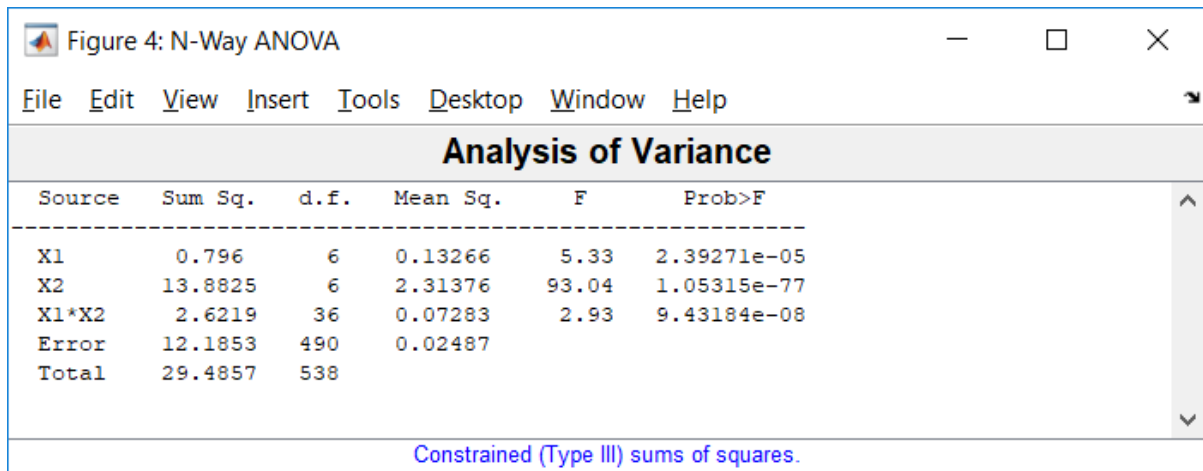 Figure 4: N-Way ANOVA
File Edit View Insert Tools Desktop Window Help
Analysis of Variance
Source Sum Sq. d.f. Mean Sq. F Prob>F
------------------------------------------------------------
X1 0.796 6 0.13266 5.33 2.39271e-05
X2 13.8825 6 2.31376 93.04 1.05315e-77
X1*X2 2.6219 36 0.07283 2.93 9.43184e-08
Error 12.1853 490 0.02487
Total 29.4857 538
Constrained (Type III) sums of squares.